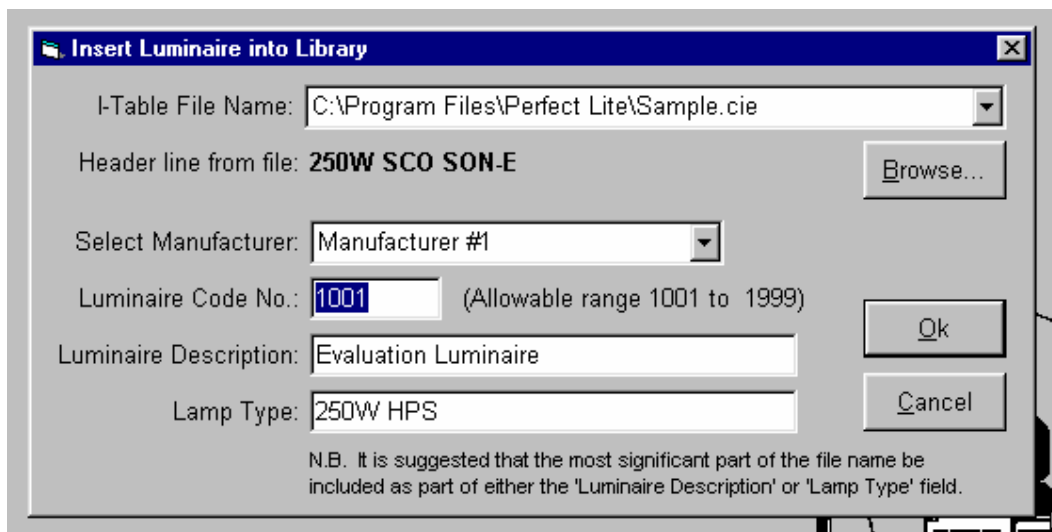 Insert Luminaire into Library
I-Table File Name: C:\Program Files\Perfect Lite\Sample.cie
Header line from file: 250W SCO SON-E
Browse...
Select Manufacturer: Manufacturer #1
Luminaire Code No.: 1001 (Allowable range 1001 to 1999)
Ok
Luminaire Description: Evaluation Luminaire
Cancel
Lamp Type: 250W HPS
N.B. It is suggested that the most significant part of the file name be
included as part of either the 'Luminaire Description' or 'Lamp Type' field.